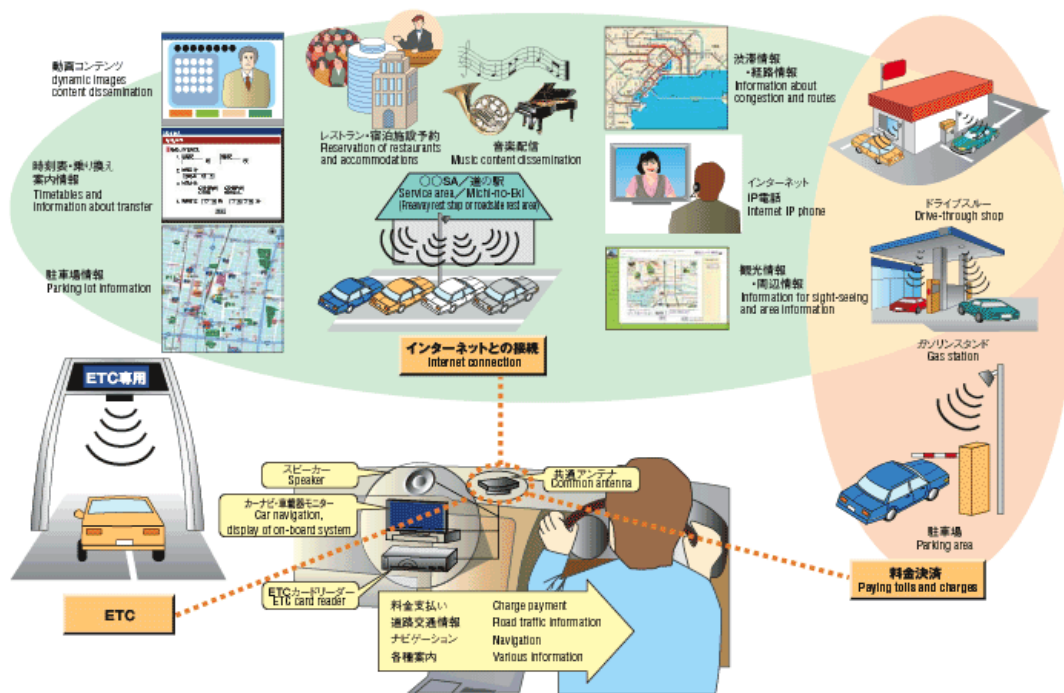 動画コンテンツ
dynamic images
content dissemination
時刻表・乗り換え
案内情報
Timetables and
Information about transfer
駐車場情報
Parking lot information
レストラン・宿泊施設予約
Reservation of restaurants
and accommodations
音楽配信
Music content dissemination
○○SA／道の駅
Service area／Michi-no-Eki
(Freeway rest stop or roadside rest area)
渋滞情報
・経路情報
Information about
congestion and routes
インターネット
IP電話
Internet IP phone
観光情報
・周辺情報
Information for sight-seeing
and area information
ドライブスルー
Drive-through shop
ガソリンスタンド
Gas station
駐車場
Parking area
料金決済
Paying tolls and charges
インターネットとの接続
Internet connection
ETC専用
ETC
スピーカー
Speaker
共通アンテナ
Common antenna
カーナビ・車載器モニター
Car navigation,
display of on-board system
ETCカードリーダー
ETC card reader
料金支払い Charge payment
道路交通情報 Road traffic information
ナビゲーション Navigation
各種案内 Various information